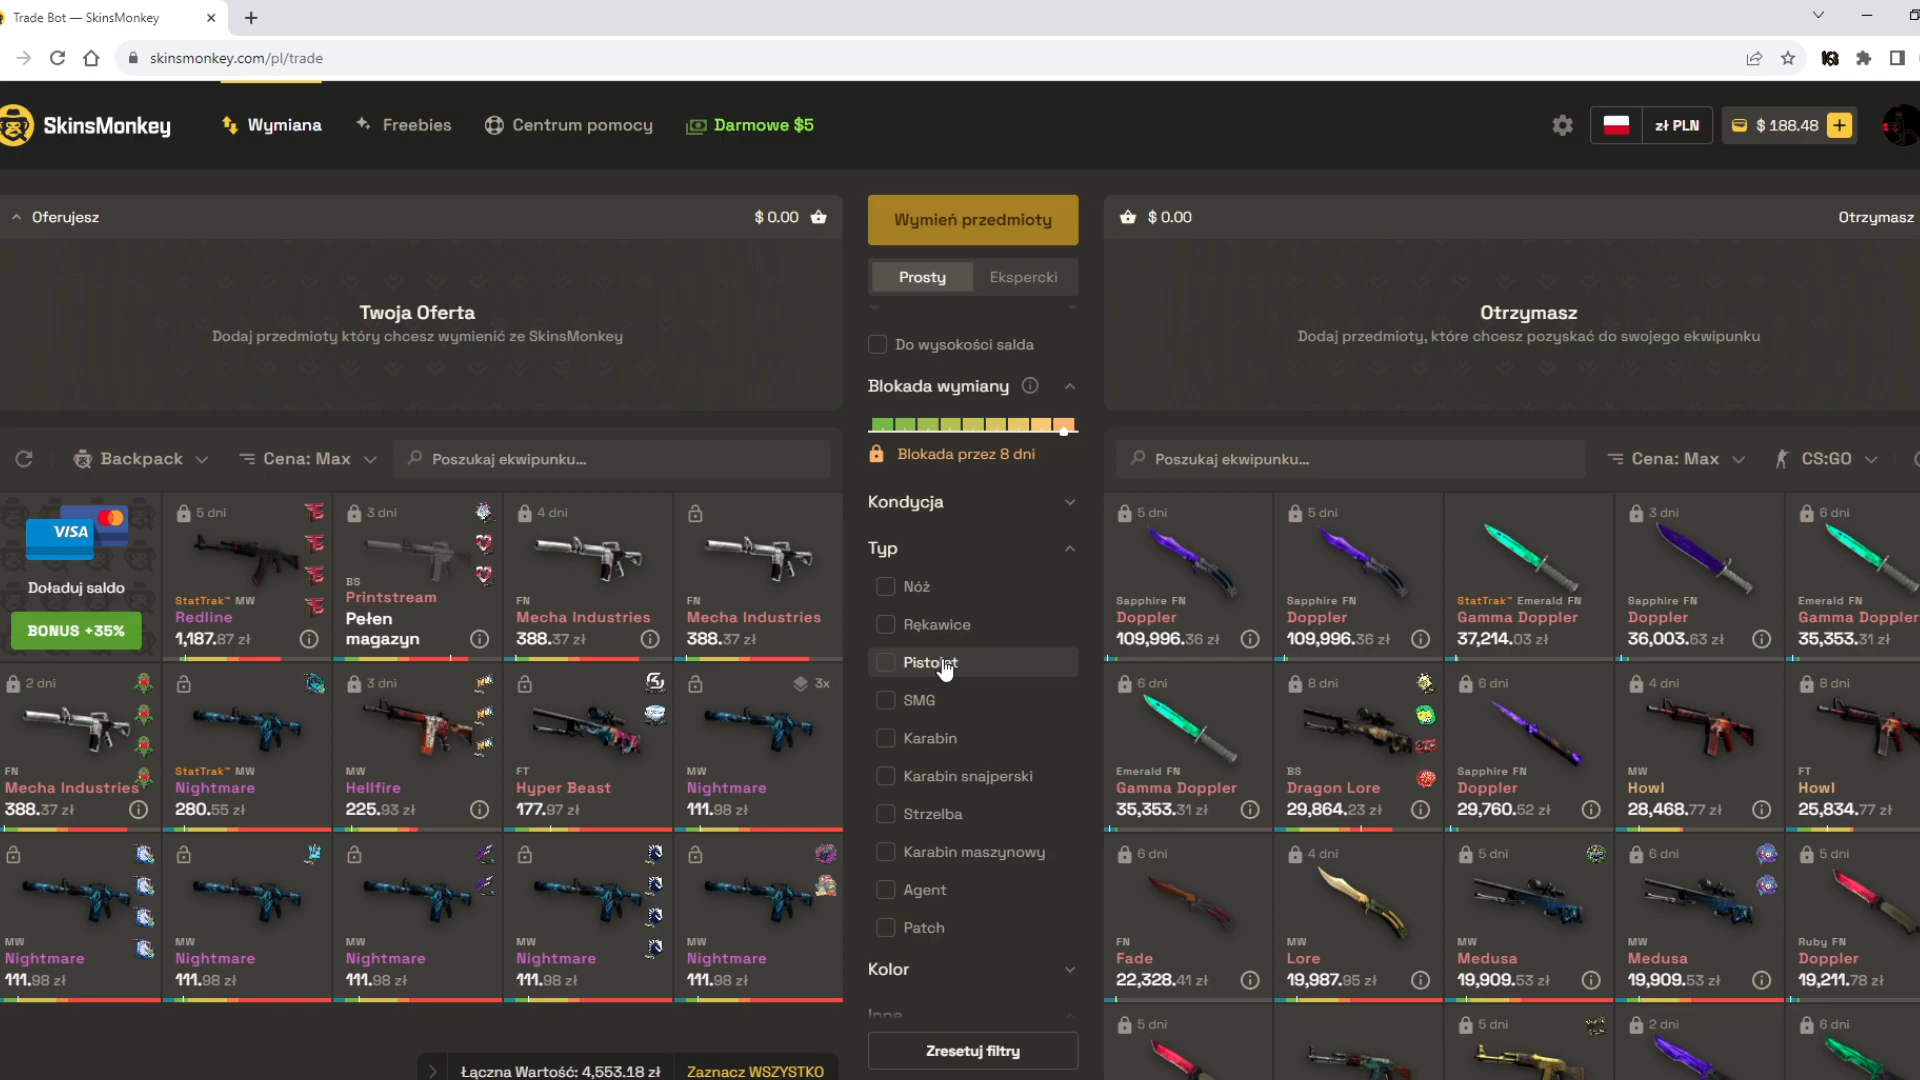 Trade Bot — SkinsMonkey
skinsmonkey.com/pl/trade
SkinsMonkey
Wymiana
Freebies
Centrum pomocy
Darmowe $5
zł PLN
$ 188.48
Oferujesz
$ 0.00
Wymień przedmioty
$ 0.00
Otrzymasz
Prosty
Ekspercki
Twoja Oferta
Dodaj przedmioty który chcesz wymienić ze SkinsMonkey
Otrzymasz
Dodaj przedmioty, które chcesz pozyskać do swojego ekwipunku
Do wysokości salda
Blokada wymiany
Blokada przez 8 dni
Kondycja
Typ
Nóż
Rękawice
Pistolet
SMG
Karabin
Karabin snajperski
Strzelba
Karabin maszynowy
Agent
Patch
Kolor
Inne
Zresetuj filtry
Backpack
Cena: Max
Poszukaj ekwipunku...
VISA
Doładuj saldo
BONUS +35%
5 dni
StatTrak™ MW
Redline
1,187.87 zł
3 dni
BS
Printstream
Pełen
magazyn
4 dni
FN
Mecha Industries
388.37 zł
FN
Mecha Industries
388.37 zł
2 dni
FN
Mecha Industries
388.37 zł
StatTrak™ MW
Nightmare
280.55 zł
3 dni
MW
Hellfire
225.93 zł
FT
Hyper Beast
177.97 zł
3x
MW
Nightmare
111.98 zł
MW
Nightmare
111.98 zł
MW
Nightmare
111.98 zł
MW
Nightmare
111.98 zł
MW
Nightmare
111.98 zł
MW
Nightmare
111.98 zł
Łączna Wartość: 4,553.18 zł
Zaznacz WSZYSTKO
Poszukaj ekwipunku...
Cena: Max
CS:GO
5 dni
Sapphire FN
Doppler
109,996.36 zł
5 dni
Sapphire FN
Doppler
109,996.36 zł
StatTrak™ Emerald FN
Gamma Doppler
37,214.03 zł
3 dni
Sapphire FN
Doppler
36,003.63 zł
6 dni
Emerald FN
Gamma Doppler
35,353.31 zł
6 dni
Emerald FN
Gamma Doppler
35,353.31 zł
8 dni
BS
Dragon Lore
29,864.23 zł
6 dni
Sapphire FN
Doppler
29,760.52 zł
4 dni
MW
Howl
28,468.77 zł
8 dni
FT
Howl
25,834.77 zł
6 dni
FN
Fade
22,328.41 zł
4 dni
MW
Lore
19,987.95 zł
5 dni
MW
Medusa
19,909.53 zł
6 dni
MW
Medusa
19,909.53 zł
5 dni
Ruby FN
Doppler
19,211.78 zł
5 dni
5 dni
2 dni
6 dni